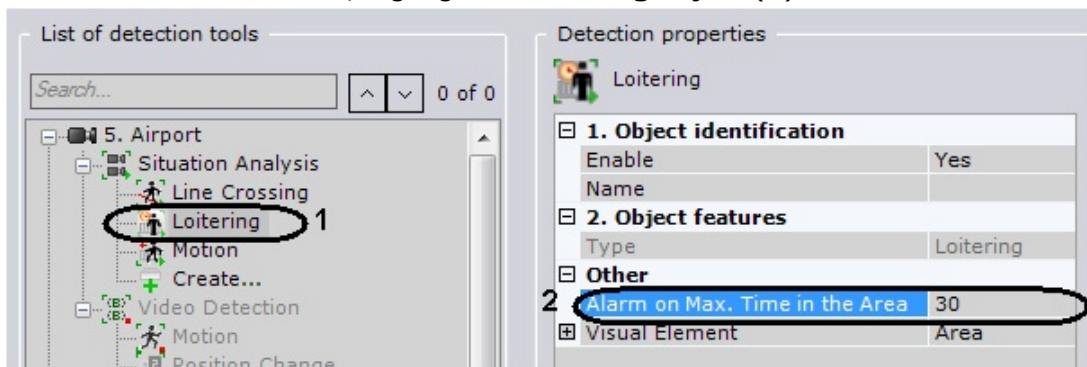 List of detection tools
Search...
0 of 0
5. Airport
Situation Analysis
Line Crossing
Loitering 1
Motion
Create...
Video Detection
Motion
Position Change
Detection properties
Loitering
1. Object identification
Enable Yes
Name
2. Object features
Type Loitering
Other
2 Alarm on Max. Time in the Area 30
Visual Element Area